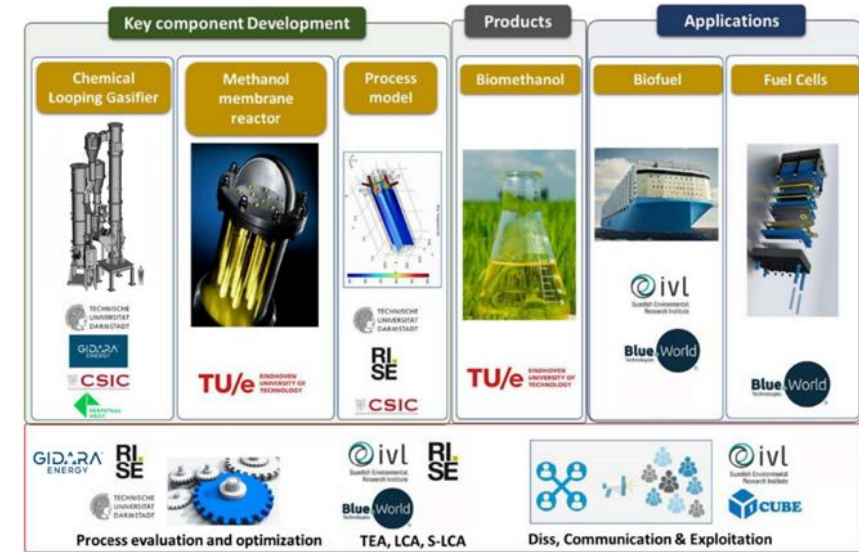 Key component Development
Products
Applications
Chemical
Looping Gasifier
Methanol
membrane
reactor
Process
model
Biomethanol
Biofuel
Fuel Cells
TECHNISCHE
UNIVERSITÄT
DARMSTADT
GIDARA
ENERGY
CSIC
PERPETUAL
NEXT
TU/e EINDHOVEN
UNIVERSITY OF
TECHNOLOGY
TECHNISCHE
UNIVERSITÄT
DARMSTADT
RI.
SE
CSIC
TU/e EINDHOVEN
UNIVERSITY OF
TECHNOLOGY
ivl
Swedish Environmental
Research Institute
Blue World
Technologies
Blue World
Technologies
GIDARA
ENERGY
RI.
SE
TECHNISCHE
UNIVERSITÄT
DARMSTADT
Process evaluation and optimization
ivl
Swedish Environmental
Research Institute
RI.
SE
Blue World
Technologies
TEA, LCA, S-LCA
ivl
Swedish Environmental
Research Institute
1CUBE
Diss, Communication & Exploitation